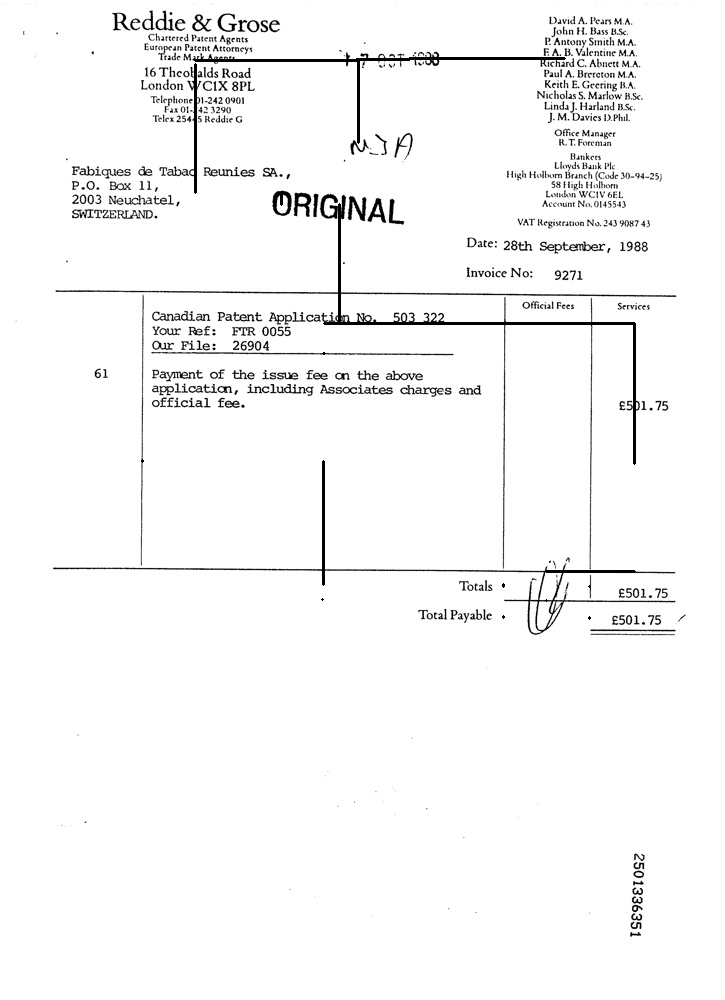 Reddie & Grose
Chartered Patent Agents
European Patent Attorneys
Trade Mark Agents
16 Theobalds Road
London WC1X 8PL
Telephone 01-242 0901
Fax 01-242 3290
Telex 25445 Reddie G
David A. Pears M.A.
John H. Bass B.Sc.
P. Antony Smith M.A.
F. A. B. Valentine M.A.
Richard C. Abnett M.A.
Paul A. Brereton M.A.
Keith E. Geering B.A.
Nicholas S. Marlow B.Sc.
Linda J. Harland B.Sc.
J. M. Davies D.Phil.
Office Manager
R. T. Foreman
Bankers
Lloyds Bank Plc
High Holborn Branch (Code 30-94-25)
58 High Holborn
London WC1V 6EL
Account No. 0145543
VAT Registration No. 243 9087 43
OCT 1988
Fabiques de Tabac Reunies SA.,
P.O. Box 11,
2003 Neuchatel,
SWITZERLAND.
ORIGINAL
Date: 28th September, 1988
Invoice No: 9271
Official Fees Services
Canadian Patent Application No. 503 322
Your Ref: FTR 0055
Our File: 26904
61 Payment of the issue fee on the above
application, including Associates charges and
official fee. £501.75
Totals £501.75
Total Payable £501.75
2501336351